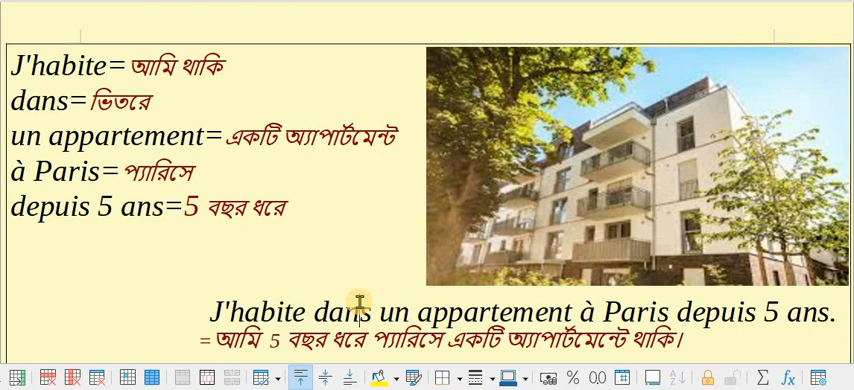 J'habite=আমি থাকি
dans=ভিতরে
un appartement=একটি অ্যাপার্টমেন্ট
à Paris=প্যারিসে
depuis 5 ans=5 বছর ধরে
J'habite dans un appartement à Paris depuis 5 ans.
=আমি 5 বছর ধরে প্যারিসে একটি অ্যাপার্টমেন্টে থাকি।